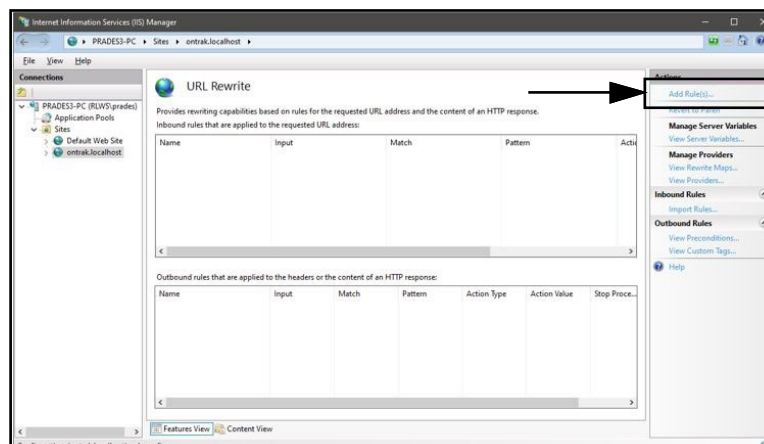 Internet Information Services (IIS) Manager
PRADES3-PC ▸ Sites ▸ ontrak.localhost ▸
File View Help
Connections
PRADES3-PC (RLWS\prades)
Application Pools
Sites
Default Web Site
ontrak.localhost
URL Rewrite
Provides rewriting capabilities based on rules for the requested URL address and the content of an HTTP response.
Inbound rules that are applied to the requested URL address:
Name Input Match Pattern Acti
Outbound rules that are applied to the headers or the content of an HTTP response:
Name Input Match Pattern Action Type Action Value Stop Proce...
Features View Content View
Actions
Add Rule(s)...
Revert to Parent
Manage Server Variables
View Server Variables...
Manage Providers
View Rewrite Maps...
View Providers...
Inbound Rules
Import Rules...
Outbound Rules
View Preconditions...
View Custom Tags...
Help